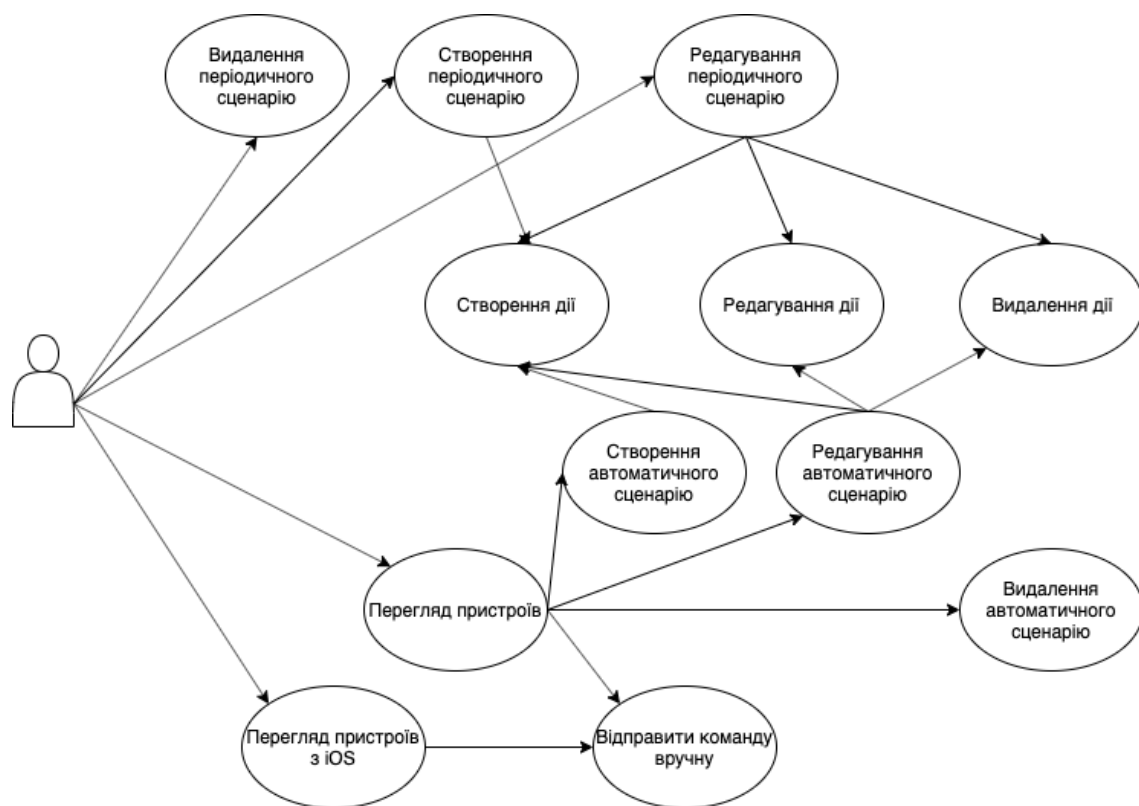 Видалення
періодичного
сценарію
Створення
періодичного
сценарію
Редагування
періодичного
сценарію
Створення дії
Редагування дії
Видалення дії
Створення
автоматичного
сценарію
Редагування
автоматичного
сценарію
Перегляд пристроїв
Видалення
автоматичного
сценарію
Перегляд пристроїв
з iOS
Відправити команду
вручну